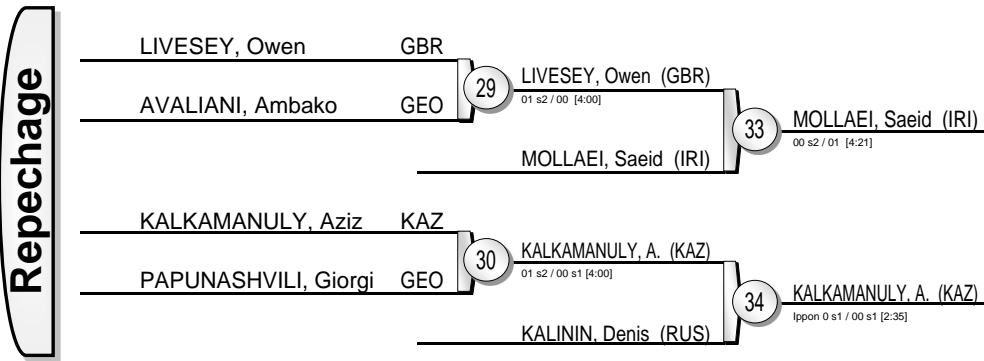 Repechage
LIVESEY, Owen GBR
AVALIANI, Ambako GEO
29
LIVESEY, Owen (GBR)
01 s2 / 00 [4:00]
MOLLAEI, Saeid (IRI)
33
MOLLAEI, Saeid (IRI)
00 s2 / 01 [4:21]
KALKAMANULY, Aziz KAZ
PAPUNASHVILI, Giorgi GEO
30
KALKAMANULY, A. (KAZ)
01 s2 / 00 s1 [4:00]
KALININ, Denis (RUS)
34
KALKAMANULY, A. (KAZ)
Ippon 0 s1 / 00 s1 [2:35]